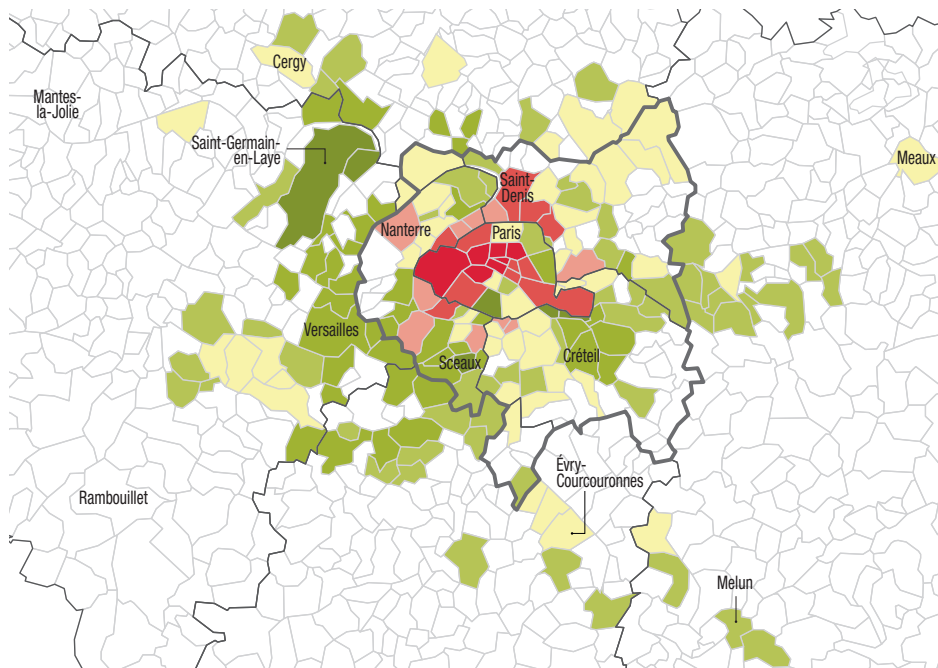 Cergy
Mantes-
la-Jolie
Saint-Germain-
en-Laye
Meaux
Saint-
Denis
Nanterre
Paris
Versailles
Créteil
Sceaux
Évry-
Courcouronnes
Rambouillet
Melun